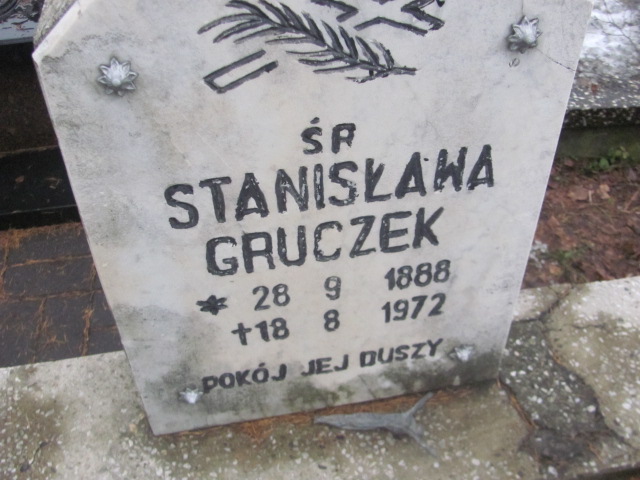 ŚP
STANISŁAWA
GRUCZEK
* 28 9 1888
† 18 8 1972
POKÓJ JEJ DUSZY